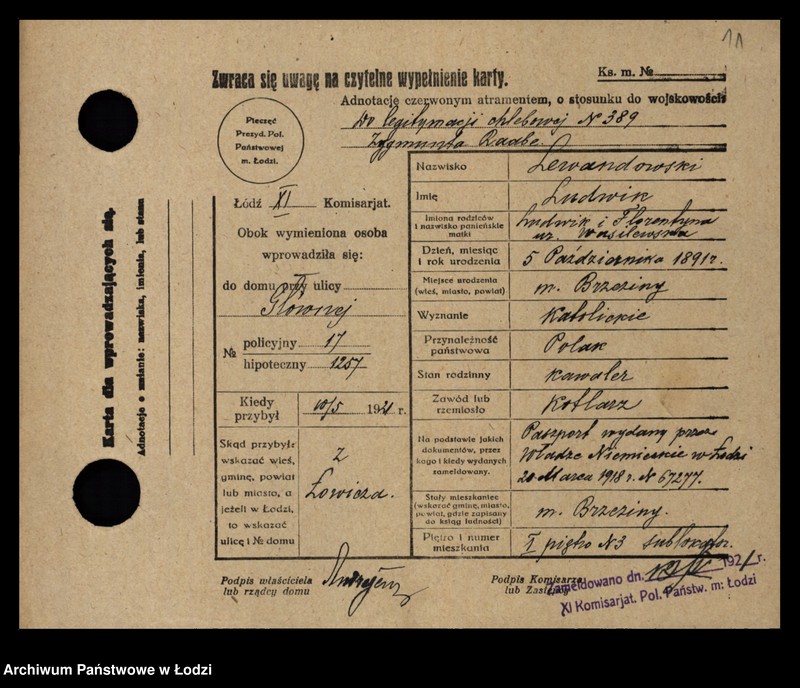 11
Zwraca się uwagę na czytelne wypełnienie karty.
Ks. m. №
Adnotację czerwonym atramentem, o stosunku do wojskowości
Do legitymacji chlebowej № 389
Zygmunta Raabe.
Pieczęć
Prezyd. Pol.
Państwowej
m. Łodzi.
Karta dla wprowadzających się.
Adnotacje o zmianie: nazwiska, imienia, lub stanu
Łódź XI Komisarjat.
Obok wymieniona osoba
wprowadziła się:
do domu przy ulicy
Głównej
№ policyjny 17
hipoteczny 1257
Kiedy
przybył 10/5 1921 r.
Skąd przybył:
wskazać wieś,
gminę, powiat
lub miasto, a
jeżeli w Łodzi,
to wskazać
ulicę i № domu
z
Łowicza.
Nazwisko Lewandowski
Imię Ludwik
Imiona rodziców
i nazwisko panieńskie
matki
Ludwik i Florentyna
ur. Wasilewska
Dzień, miesiąc
i rok urodzenia
5 Października 1891 r.
Miejsce urodzenia
(wieś, miasto, powiat)
m. Brzeziny
Wyznanie Katolickie
Przynależność
państwowa
Polak
Stan rodzinny kawaler
Zawód lub
rzemiosło
Kotlarz
Na podstawie jakich
dokumentów, przez
kogo i kiedy wydanych
zameldowany.
Paszport wydany przez
Władze Niemieckie w Łodzi
20 Marca 1918 r. № 67277.
Stały mieszkaniec
(wskazać gminę, miasto,
powiat, gdzie zapisany
do ksiąg ludności)
m. Brzeziny.
Piętro i numer
mieszkania
I piętro № 3 sublokator.
Podpis właściciela
lub rządcy domu
Podpis Komisarza
lub Zastępcy
Zameldowano dn. 1921 r.
XI Komisarjat. Pol. Państw. m: Łodzi
Archiwum Państwowe w Łodzi